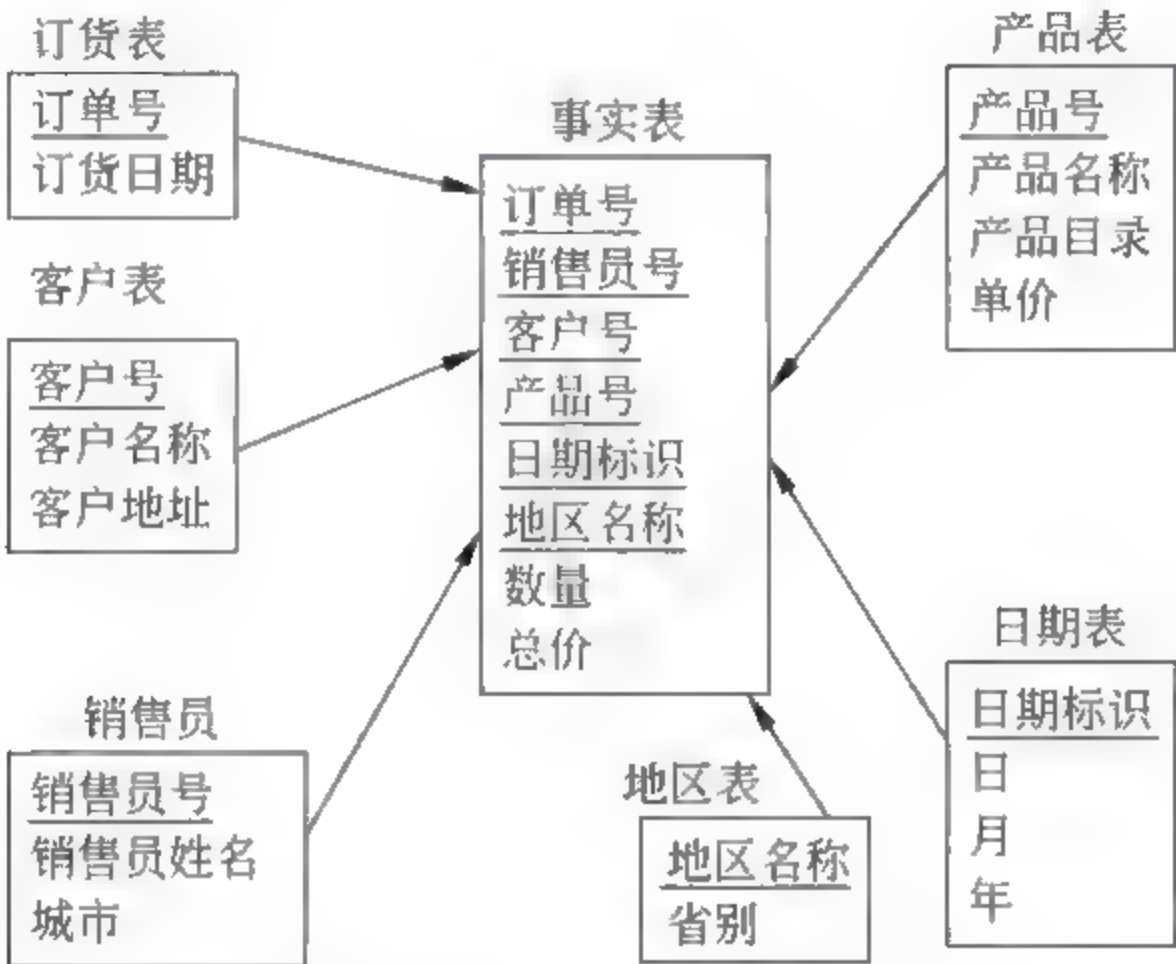 订货表
订单号
订货日期
客户表
客户号
客户名称
客户地址
销售员
销售员号
销售员姓名
城市
事实表
订单号
销售员号
客户号
产品号
日期标识
地区名称
数量
总价
地区表
地区名称
省别
产品表
产品号
产品名称
产品目录
单价
日期表
日期标识
日
月
年